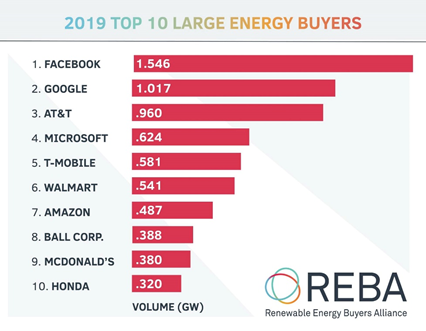 2019 TOP 10 LARGE ENERGY BUYERS
1. FACEBOOK 1.546
2. GOOGLE 1.017
3. AT&T .960
4. MICROSOFT .624
5. T-MOBILE .581
6. WALMART .541
7. AMAZON .487
8. BALL CORP. .388
9. MCDONALD'S .380
10. HONDA .320
VOLUME (GW)
REBA
Renewable Energy Buyers Alliance